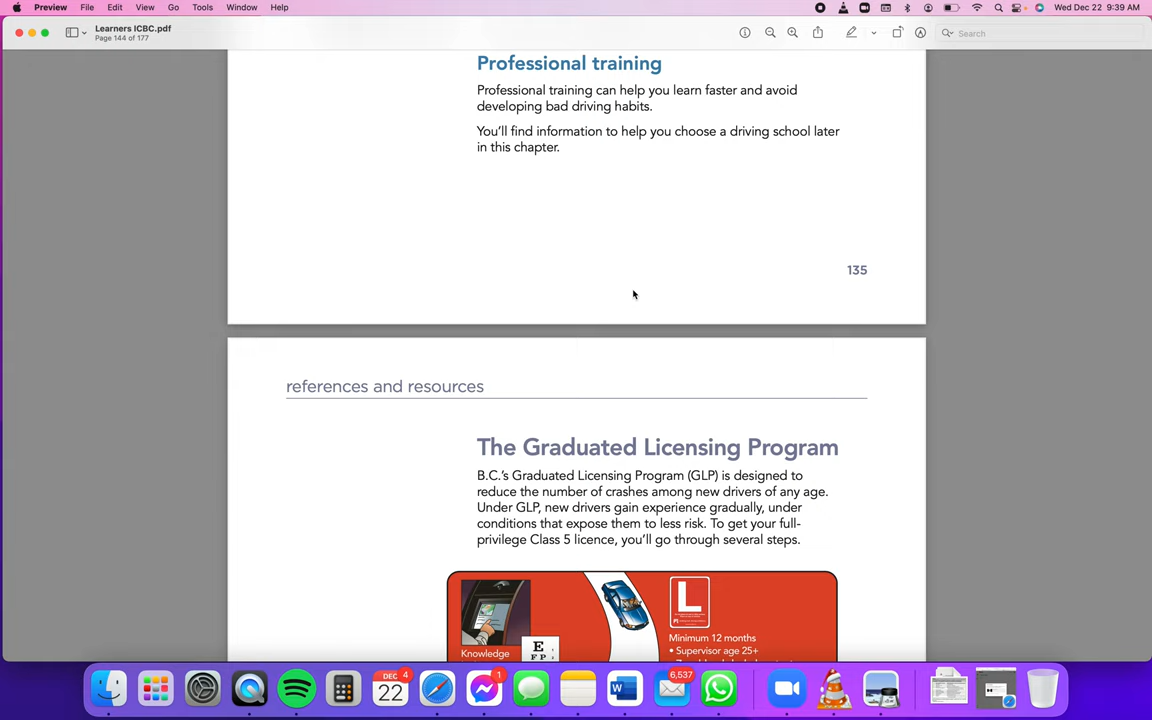 Preview File Edit View Go Tools Window Help Wed Dec 22 9:39 AM
Learners ICBC.pdf
Page 144 of 177
Search
Professional training
Professional training can help you learn faster and avoid
developing bad driving habits.
You'll find information to help you choose a driving school later
in this chapter.
135
references and resources
The Graduated Licensing Program
B.C.'s Graduated Licensing Program (GLP) is designed to
reduce the number of crashes among new drivers of any age.
Under GLP, new drivers gain experience gradually, under
conditions that expose them to less risk. To get your full-
privilege Class 5 licence, you'll go through several steps.
L
Minimum 12 months
• Supervisor age 25+
Knowledge
E
F P
DEC
22
4
1
6,537